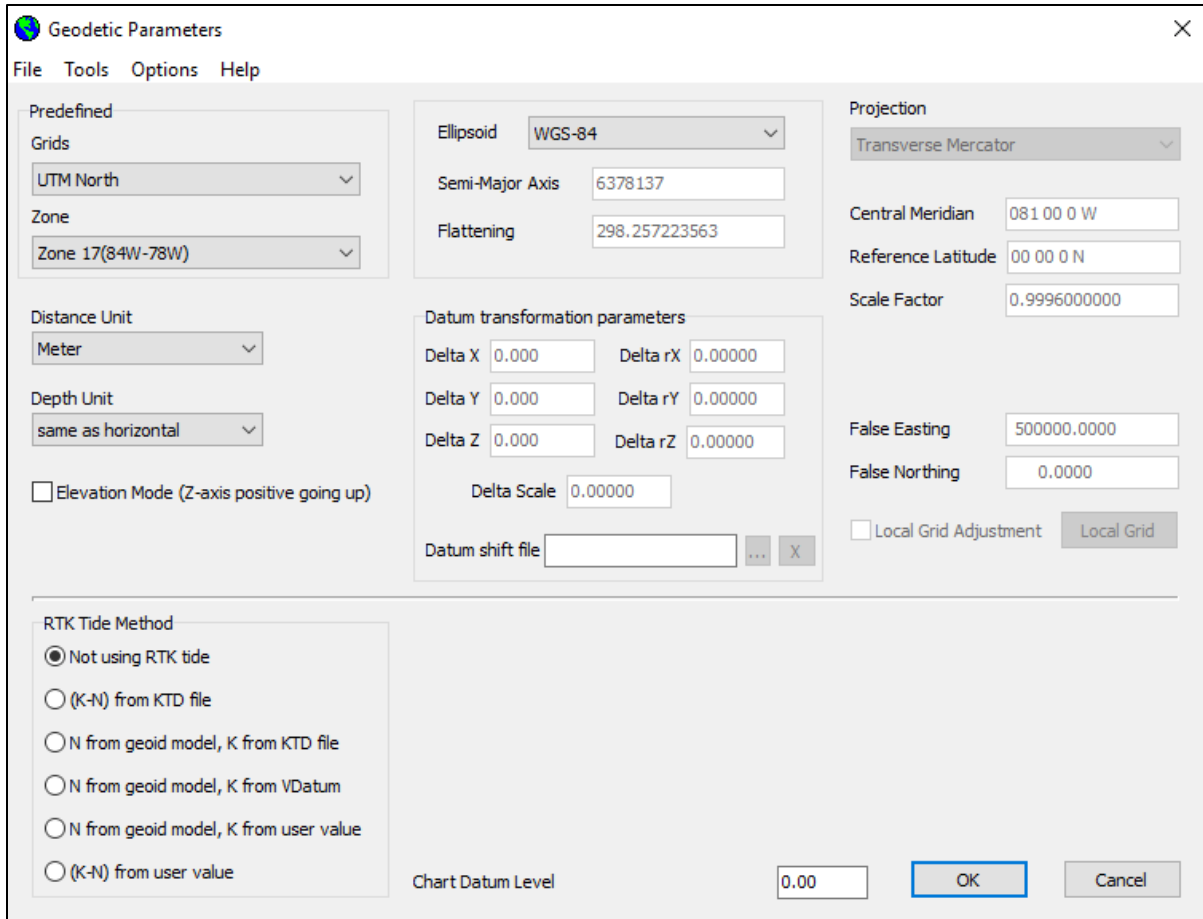 Geodetic Parameters
File Tools Options Help
Predefined
Grids
UTM North
Zone
Zone 17(84W-78W)
Distance Unit
Meter
Depth Unit
same as horizontal
Elevation Mode (Z-axis positive going up)
Ellipsoid WGS-84
Semi-Major Axis 6378137
Flattening 298.257223563
Datum transformation parameters
Delta X 0.000 Delta rX 0.00000
Delta Y 0.000 Delta rY 0.00000
Delta Z 0.000 Delta rZ 0.00000
Delta Scale 0.00000
Datum shift file ... X
Projection
Transverse Mercator
Central Meridian 081 00 0 W
Reference Latitude 00 00 0 N
Scale Factor 0.9996000000
False Easting 500000.0000
False Northing 0.0000
Local Grid Adjustment Local Grid
RTK Tide Method
Not using RTK tide
(K-N) from KTD file
N from geoid model, K from KTD file
N from geoid model, K from VDatum
N from geoid model, K from user value
(K-N) from user value
Chart Datum Level 0.00 OK Cancel